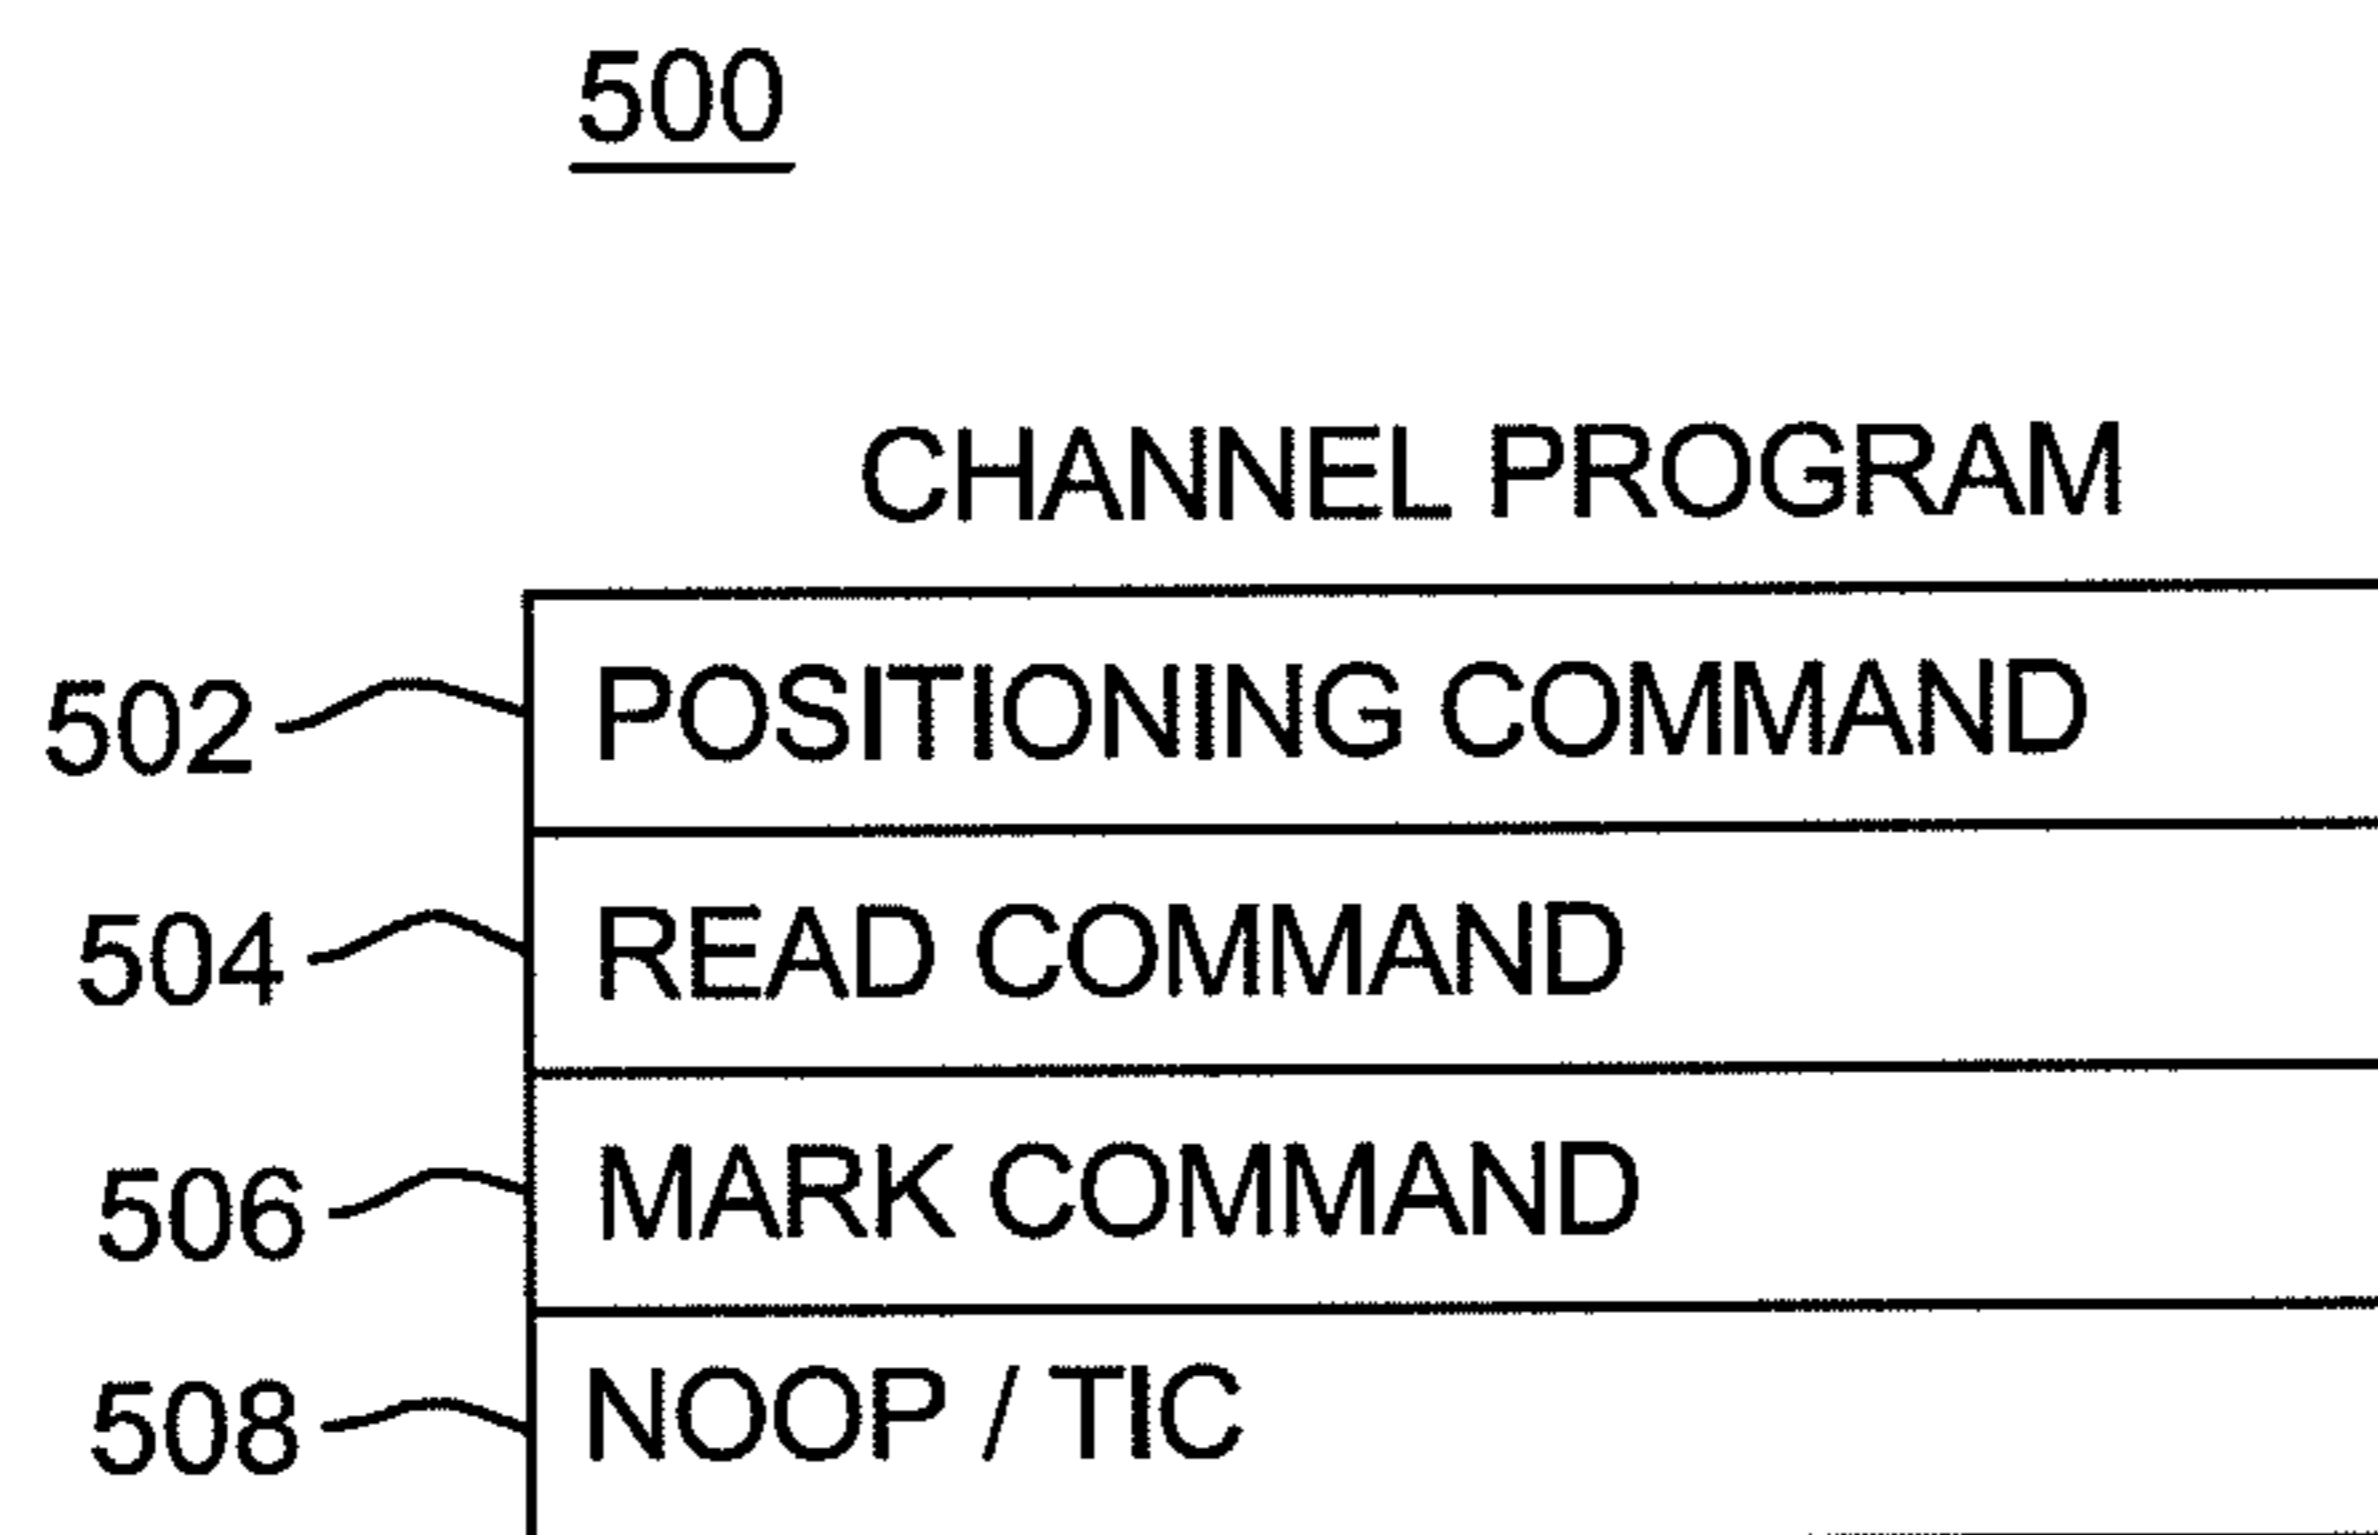 500
CHANNEL PROGRAM
502 POSITIONING COMMAND
504 READ COMMAND
506 MARK COMMAND
508 NOOP / TIC